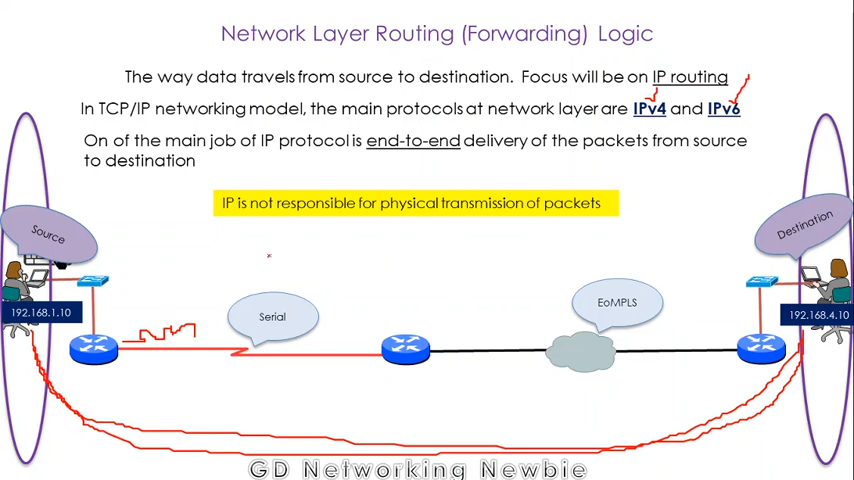 Network Layer Routing (Forwarding) Logic
The way data travels from source to destination. Focus will be on IP routing
In TCP/IP networking model, the main protocols at network layer are IPv4 and IPv6
On of the main job of IP protocol is end-to-end delivery of the packets from source
to destination
IP is not responsible for physical transmission of packets
Source
Destination
192.168.1.10
Serial
EoMPLS
192.168.4.10
GD Networking Newbie